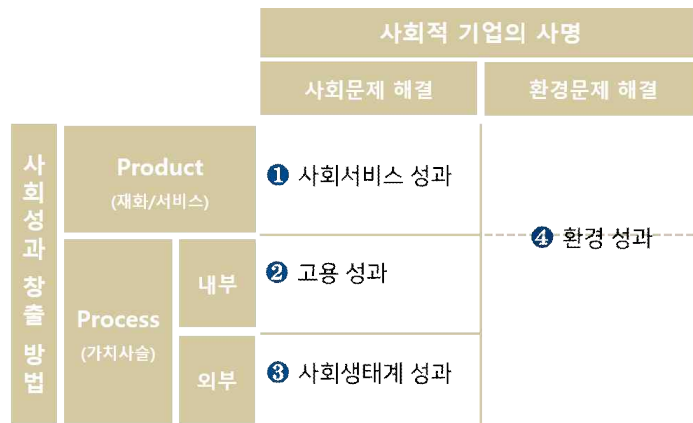 사회적 기업의 사명
사회문제 해결
환경문제 해결
사회성과 창출 방법
Product
(재화/서비스)
❶ 사회서비스 성과
❹ 환경 성과
Process
(가치사슬)
내부
❷ 고용 성과
외부
❸ 사회생태계 성과